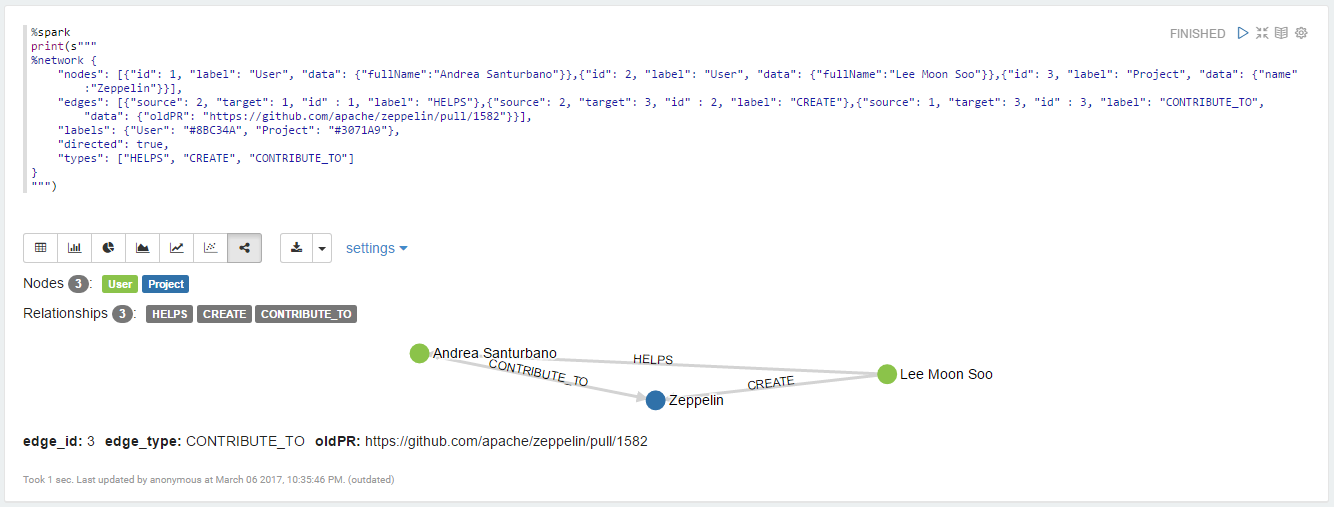 %spark
FINISHED
print(s"""
%network {
"nodes": [{"id": 1, "label": "User", "data": {"fullName":"Andrea Santurbano"}},{"id": 2, "label": "User", "data": {"fullName":"Lee Moon Soo"}},{"id": 3, "label": "Project", "data": {"name"
:"Zeppelin"}}],
"edges": [{"source": 2, "target": 1, "id" : 1, "label": "HELPS"},{"source": 2, "target": 3, "id" : 2, "label": "CREATE"},{"source": 1, "target": 3, "id" : 3, "label": "CONTRIBUTE_TO",
"data": {"oldPR": "https://github.com/apache/zeppelin/pull/1582"}}],
"labels": {"User": "#8BC34A", "Project": "#3071A9"},
"directed": true,
"types": ["HELPS", "CREATE", "CONTRIBUTE_TO"]
}
""")
settings
Nodes 3: User Project
Relationships 3: HELPS CREATE CONTRIBUTE_TO
Andrea Santurbano
HELPS
CONTRIBUTE_TO
Lee Moon Soo
CREATE
Zeppelin
edge_id: 3 edge_type: CONTRIBUTE_TO oldPR: https://github.com/apache/zeppelin/pull/1582
Took 1 sec. Last updated by anonymous at March 06 2017, 10:35:46 PM. (outdated)